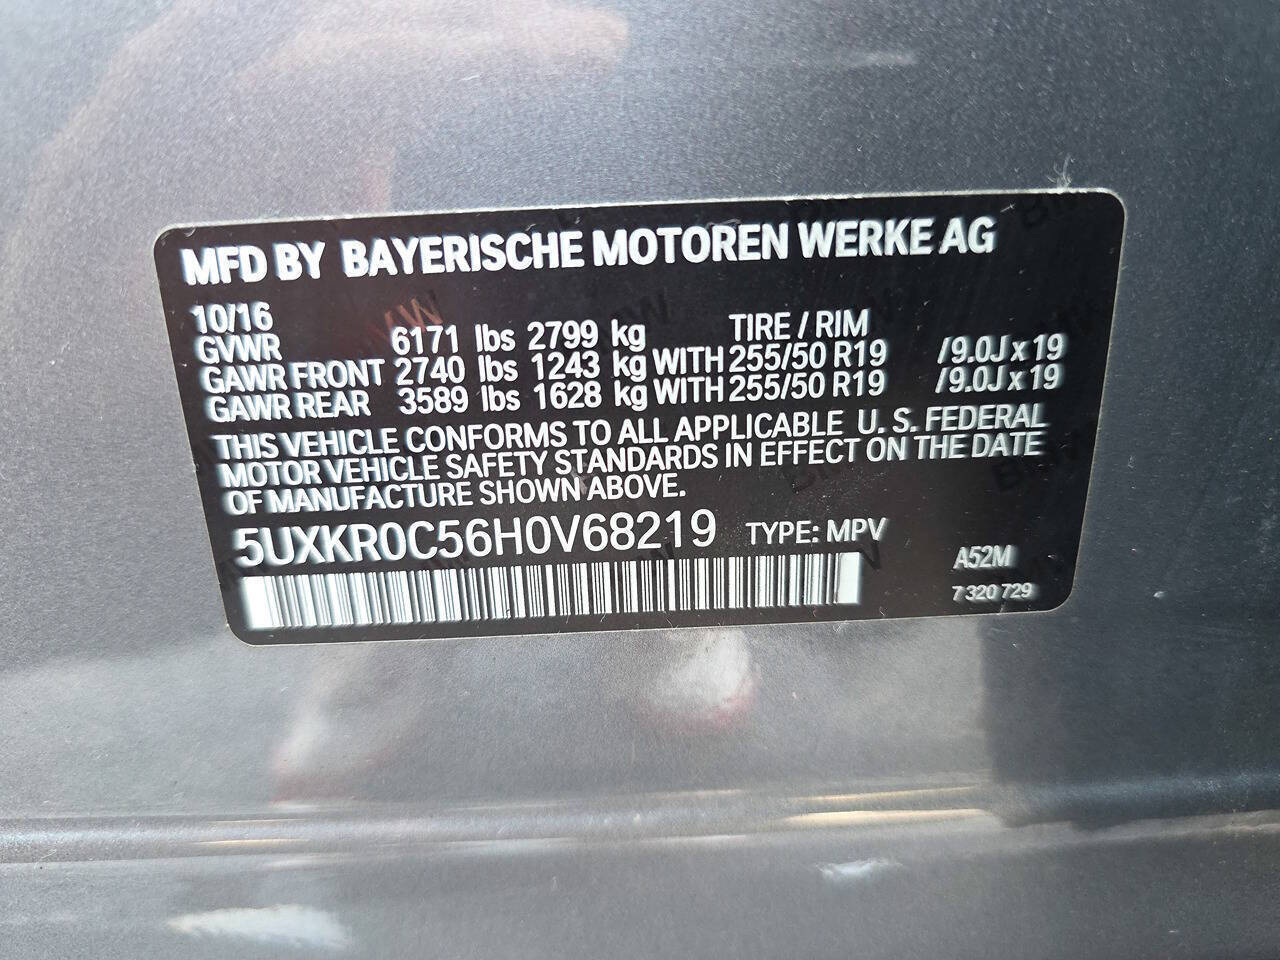 MFD BY BAYERISCHE MOTOREN WERKE AG
10/16 TIRE / RIM
GVWR 6171 lbs 2799 kg
GAWR FRONT 2740 lbs 1243 kg WITH 255/50 R19 /9.0J x 19
GAWR REAR 3589 lbs 1628 kg WITH 255/50 R19 /9.0J x 19
THIS VEHICLE CONFORMS TO ALL APPLICABLE U. S. FEDERAL
MOTOR VEHICLE SAFETY STANDARDS IN EFFECT ON THE DATE
OF MANUFACTURE SHOWN ABOVE.
5UXKR0C56H0V68219 TYPE: MPV
A52M
7 320 729